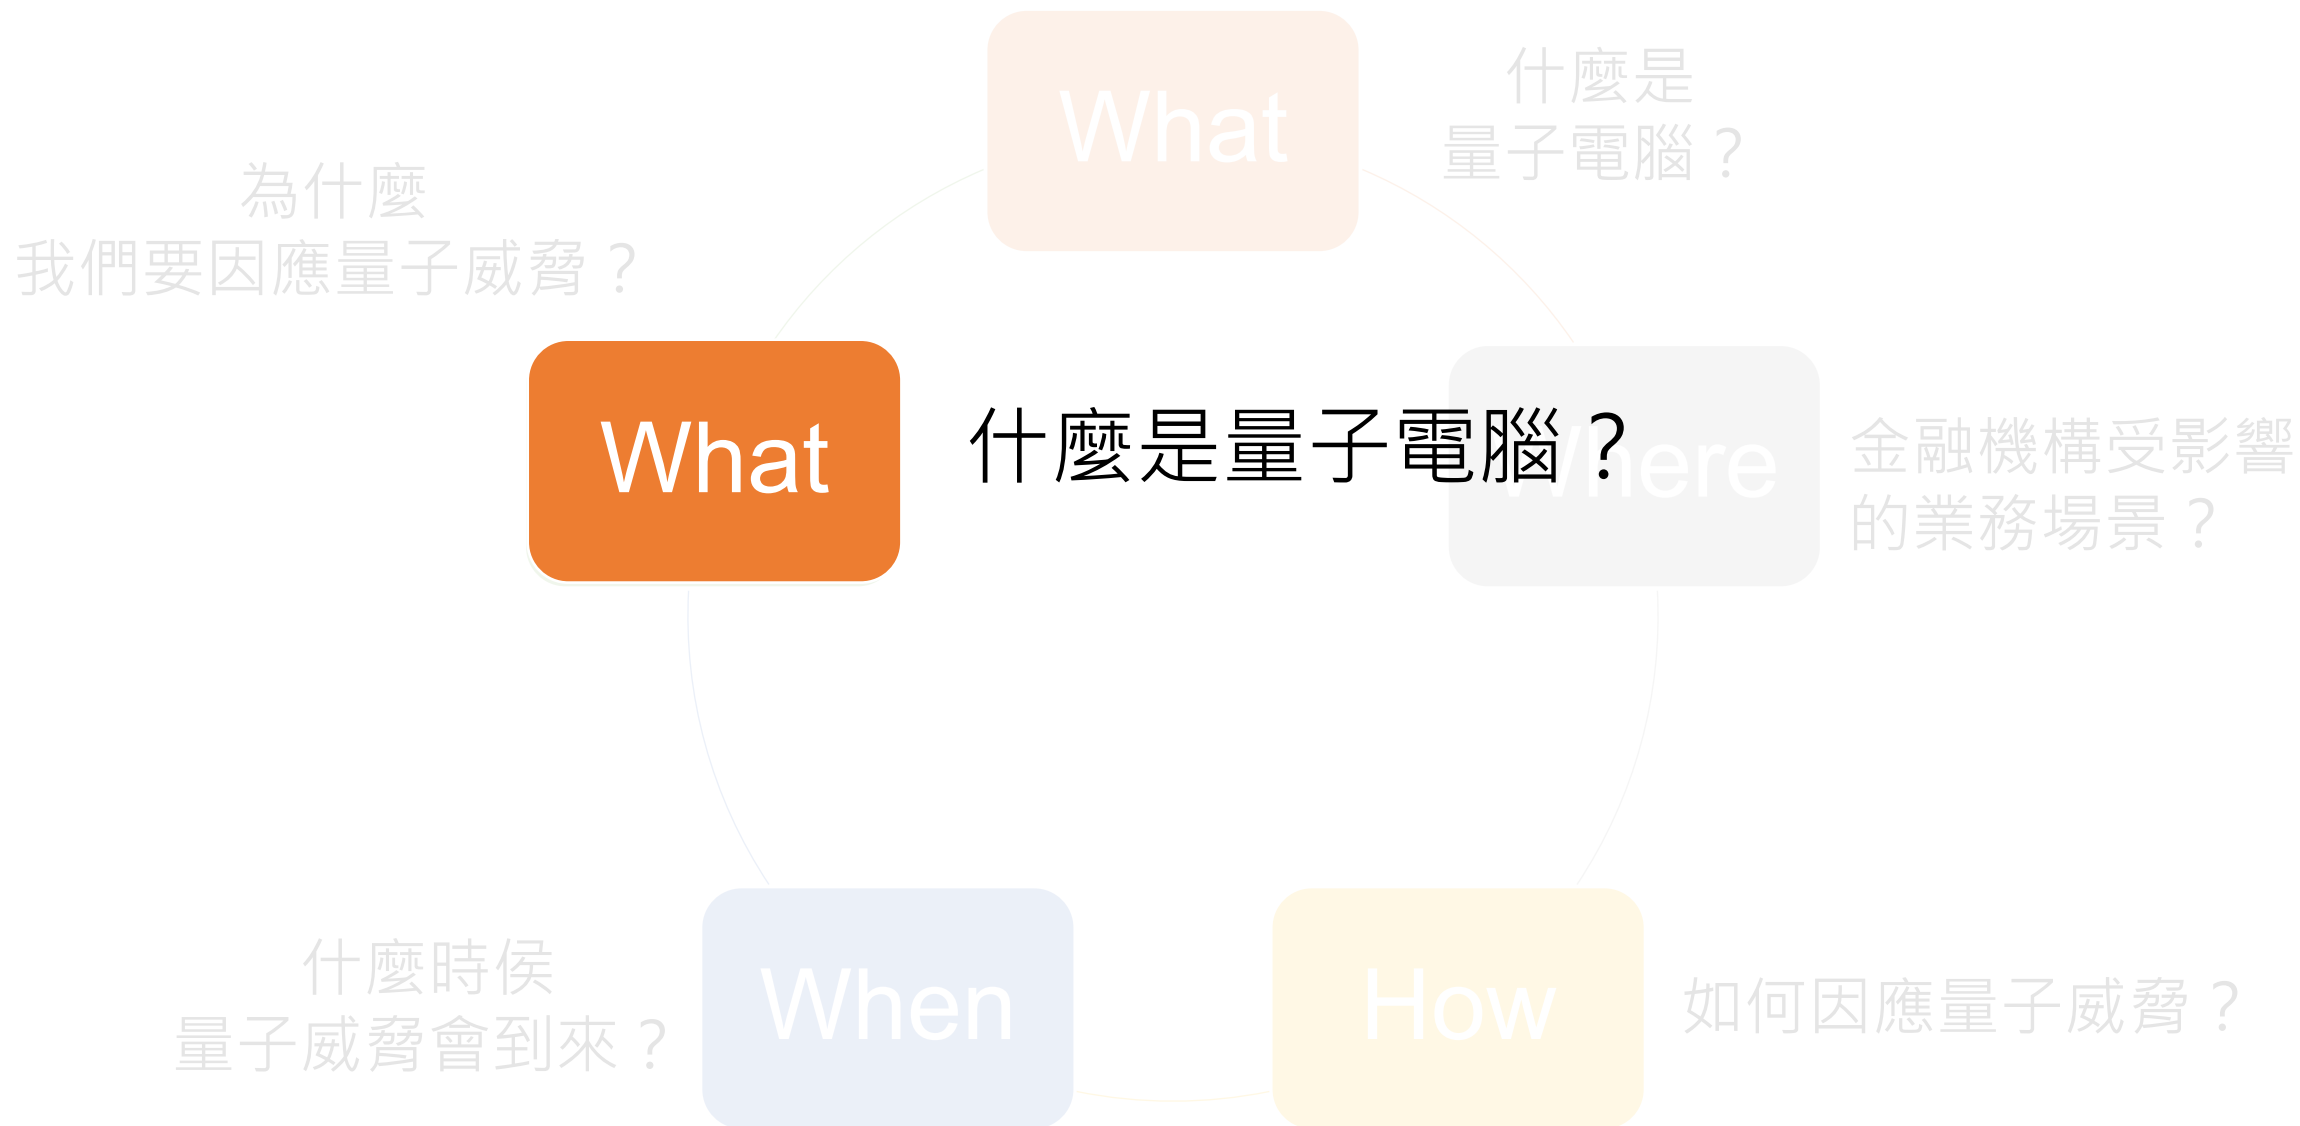 What
什麼是
量子電腦？
為什麼
我們要因應量子威脅？
What
什麼是量子電腦？
Where
金融機構受影響
的業務場景？
什麼時侯
量子威脅會到來？
When
How
如何因應量子威脅？